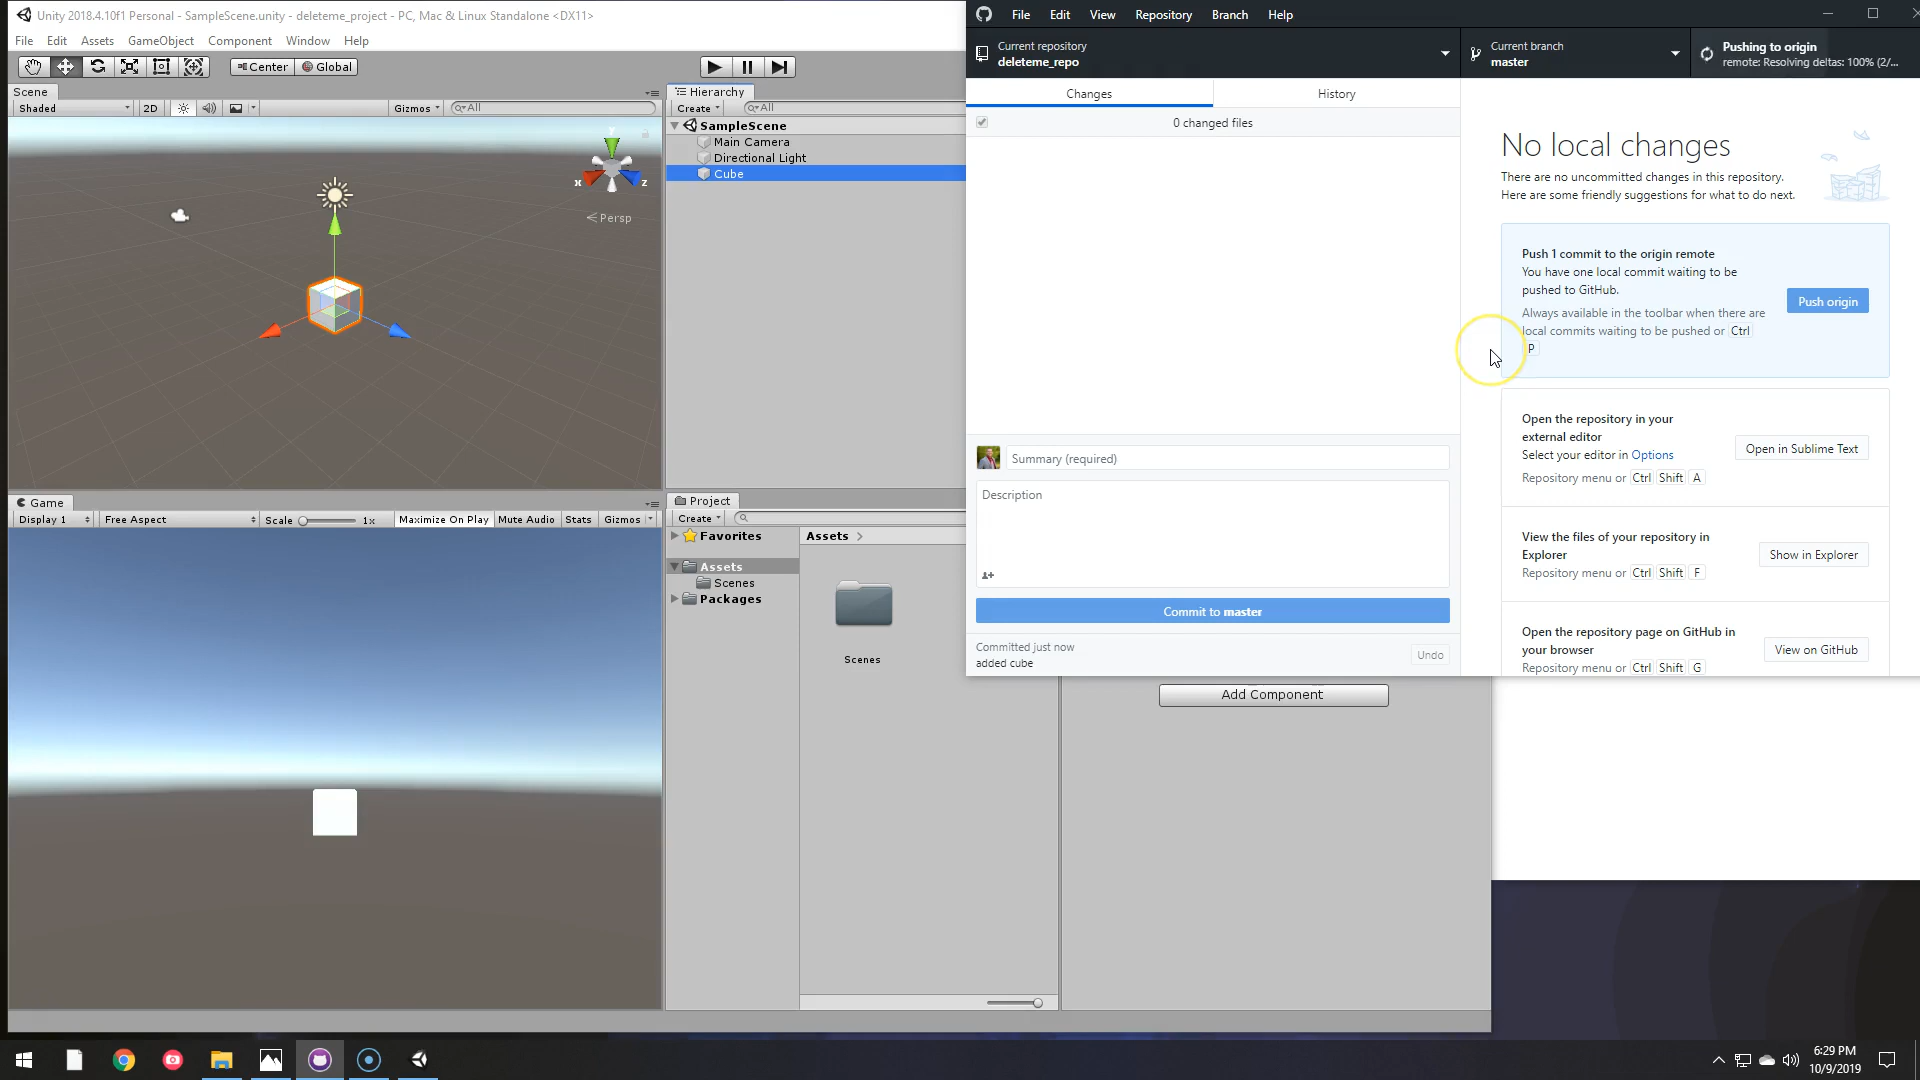 Unity 2018.4.10f1 Personal - SampleScene.unity - deleteme_project - PC, Mac & Linux Standalone <DX11>
File Edit Assets GameObject Component Window Help
Center Global
Scene
Shaded 2D Gizmos All
x y z
Persp
Game
Display 1 Free Aspect Scale 1x Maximize On Play Mute Audio Stats Gizmos
Hierarchy
Create All
SampleScene
Main Camera
Directional Light
Cube
Project
Create
Favorites
Assets
Scenes
Packages
Assets
Scenes
Add Component
File Edit View Repository Branch Help
Current repository
deleteme_repo
Current branch
master
Pushing to origin
remote: Resolving deltas: 100% (2/...
Changes History
0 changed files
Summary (required)
Description
Commit to master
Committed just now
added cube
Undo
No local changes
There are no uncommitted changes in this repository.
Here are some friendly suggestions for what to do next.
Push 1 commit to the origin remote
You have one local commit waiting to be
pushed to GitHub.
Always available in the toolbar when there are
local commits waiting to be pushed or Ctrl
P
Push origin
Open the repository in your
external editor
Select your editor in Options
Repository menu or Ctrl Shift A
Open in Sublime Text
View the files of your repository in
Explorer
Repository menu or Ctrl Shift F
Show in Explorer
Open the repository page on GitHub in
your browser
Repository menu or Ctrl Shift G
View on GitHub
6:29 PM
10/9/2019